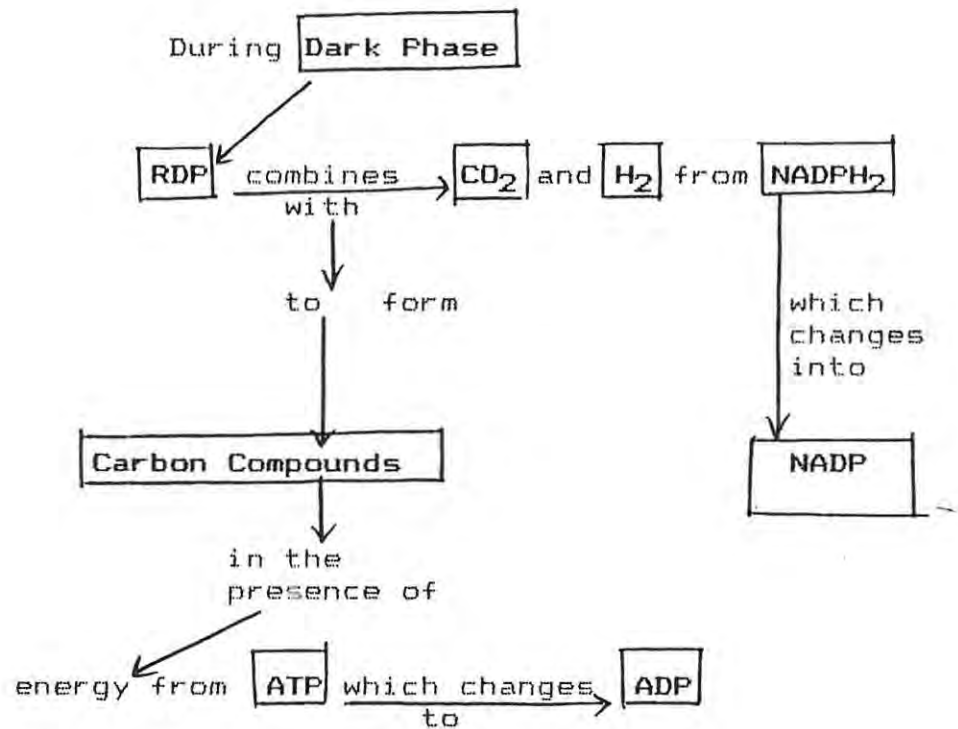 During Dark Phase
RDP combines with CO₂ and H₂ from NADPH₂
to form
which
changes
into
Carbon Compounds
NADP
in the
presence of
energy from ATP which changes to ADP